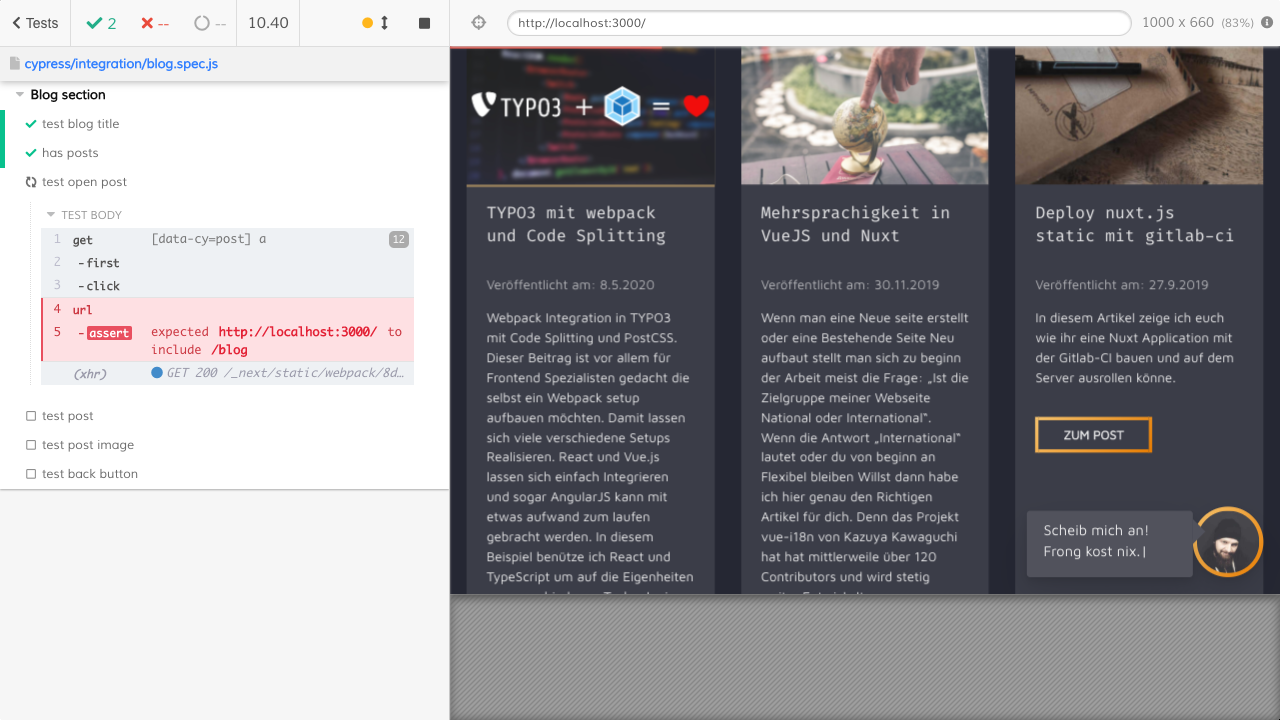 Tests
2
--
--
10.40
http://localhost:3000/
1000 x 660 (83%)
cypress/integration/blog.spec.js
Blog section
test blog title
has posts
test open post
TEST BODY
1 get [data-cy=post] a 12
2 -first
3 -click
4 url
5 -assert expected http://localhost:3000/ to
include /blog
(xhr) GET 200 /_next/static/webpack/8d…
test post
test post image
test back button
TYPO3 + =
TYPO3 mit webpack
und Code Splitting
Veröffentlicht am: 8.5.2020
Webpack Integration in TYPO3
mit Code Splitting und PostCSS.
Dieser Beitrag ist vor allem für
Frontend Spezialisten gedacht die
selbst ein Webpack setup
aufbauen möchten. Damit lassen
sich viele verschiedene Setups
Realisieren. React und Vue.js
lassen sich einfach Integrieren
und sogar AngularJS kann mit
etwas aufwand zum laufen
gebracht werden. In diesem
Beispiel benütze ich React und
TypeScript um auf die Eigenheiten
Mehrsprachigkeit in
VueJS und Nuxt
Veröffentlicht am: 30.11.2019
Wenn man eine Neue seite erstellt
oder eine Bestehende Seite Neu
aufbaut stellt man sich zu beginn
der Arbeit meist die Frage: „Ist die
Zielgruppe meiner Webseite
National oder International“.
Wenn die Antwort „International“
lautet oder du von beginn an
Flexibel bleiben Willst dann habe
ich hier genau den Richtigen
Artikel für dich. Denn das Projekt
vue-i18n von Kazuya Kawaguchi
hat hat mittlerweile über 120
Contributors und wird stetig
Deploy nuxt.js
static mit gitlab-ci
Veröffentlicht am: 27.9.2019
In diesem Artikel zeige ich euch
wie ihr eine Nuxt Application mit
der Gitlab-CI bauen und auf dem
Server ausrollen könne.
ZUM POST
Scheib mich an!
Frong kost nix.|